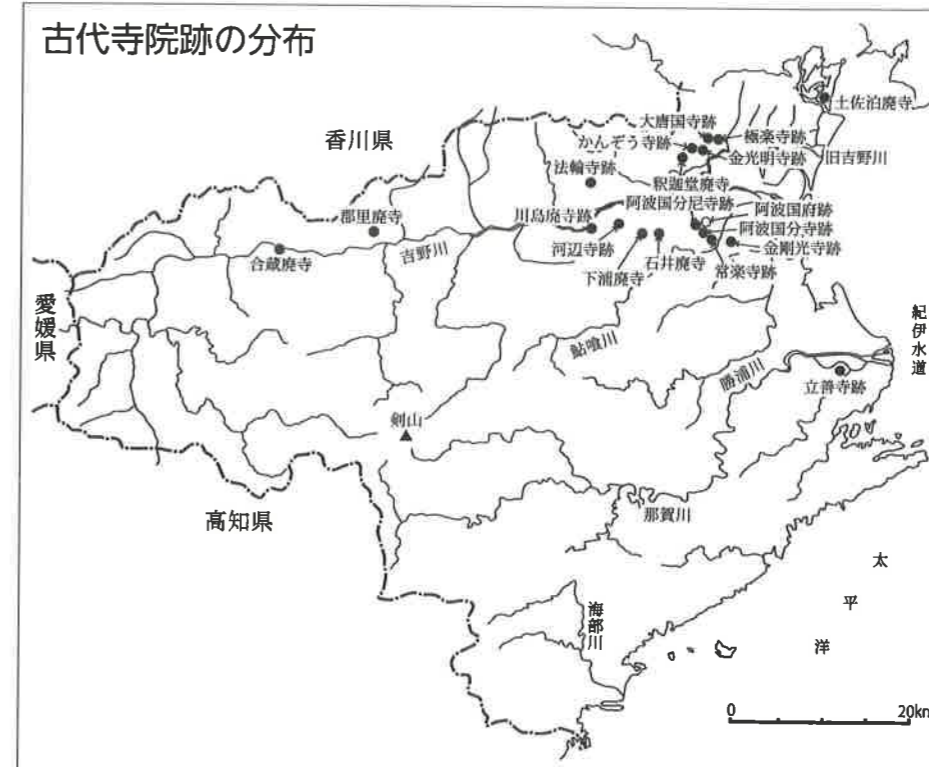 古代寺院跡の分布
土佐泊廃寺
大唐国寺跡
極楽寺跡
香川県
かんぞう寺跡
金光明寺跡
旧吉野川
法輪寺跡
釈迦堂廃寺
阿波国分尼寺跡
阿波国府跡
郡里廃寺
川島廃寺跡
阿波国分寺跡
吉野川
河辺寺跡
石井廃寺
金剛光寺跡
合蔵廃寺
下浦廃寺
常楽寺跡
愛媛県
紀伊水道
鮎喰川
勝浦川
立善寺跡
剣山
高知県
那賀川
太平洋
海部川
0 20km